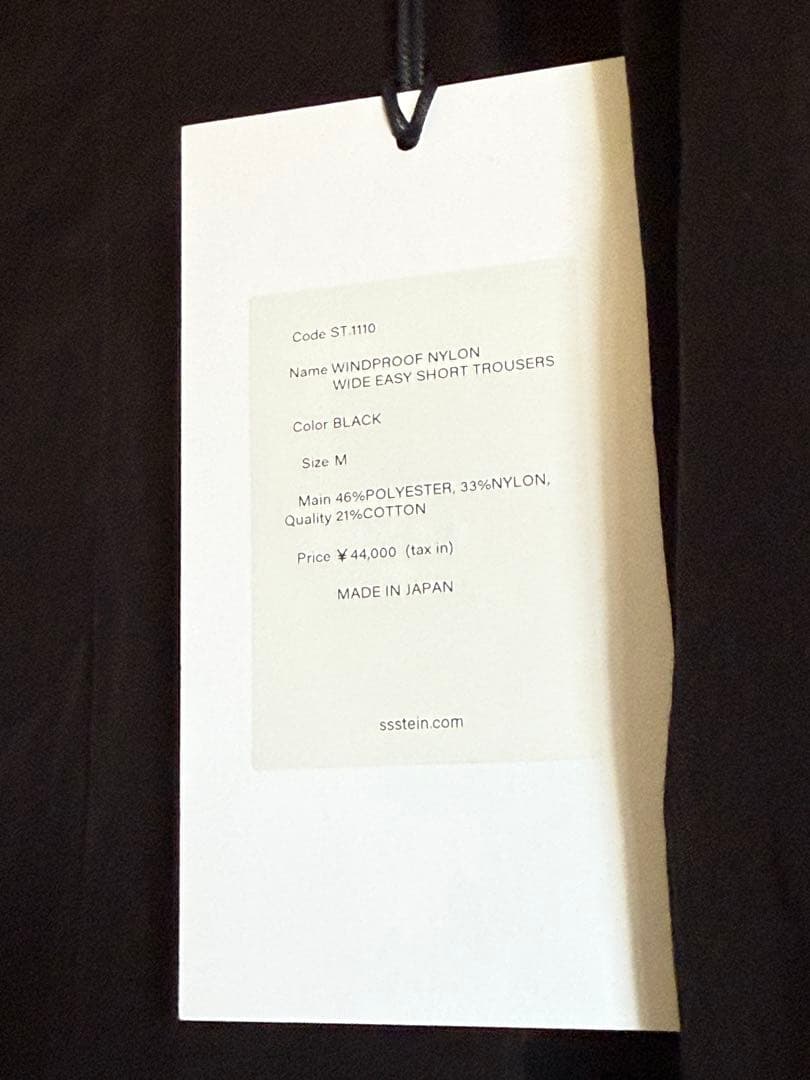 Code ST.1110
Name WINDPROOF NYLON
WIDE EASY SHORT TROUSERS
Color BLACK
Size M
Main 46%POLYESTER, 33%NYLON,
Quality 21%COTTON
Price ¥44,000 (tax in)
MADE IN JAPAN
ssstein.com